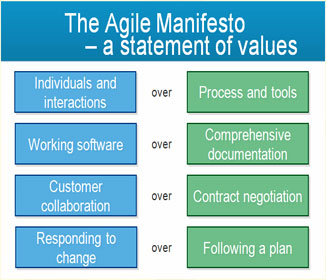 The Agile Manifesto
– a statement of values
Individuals and
interactions
over
Process and tools
Working software
over
Comprehensive
documentation
Customer
collaboration
over
Contract negotiation
Responding to
change
over
Following a plan